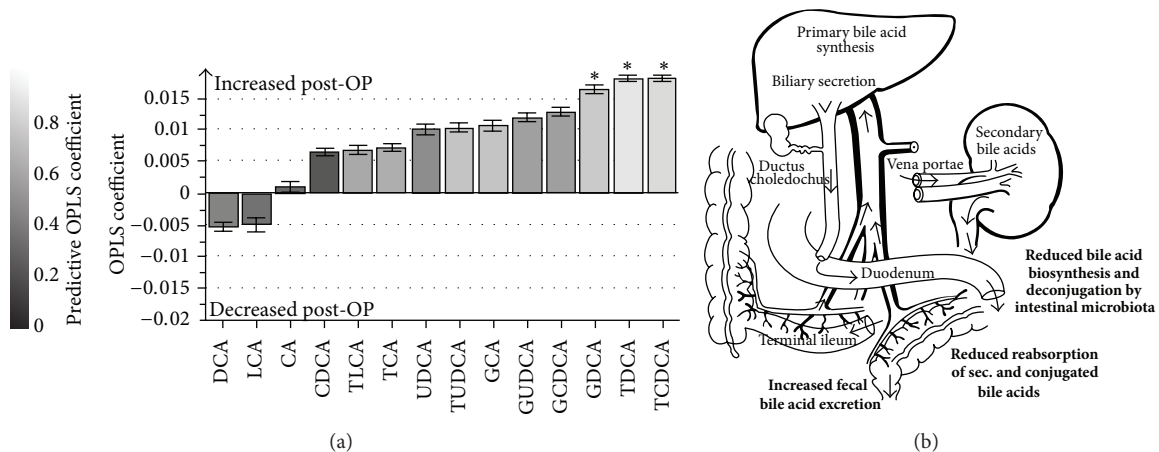 Increased post-OP
0.015
0.01
0.005
0
−0.005
−0.01
−0.015
−0.02
Decreased post-OP
OPLS coefficient
0.8
0.6
0.4
0.2
0
Predictive OPLS coefficient
* * *
DCA
LCA
CA
CDCA
TLCA
TCA
UDCA
TUDCA
GCA
GUDCA
GCDCA
GDCA
TDCA
TCDCA
(a)
Primary bile acid
synthesis
Biliary secretion
Ductus
choledochus
Vena portae
Secondary
bile acids
Duodenum
Terminal ileum
Reduced bile acid
biosynthesis and
deconjugation by
intestinal microbiota
Reduced reabsorption
of sec. and conjugated
bile acids
Increased fecal
bile acid excretion
(b)